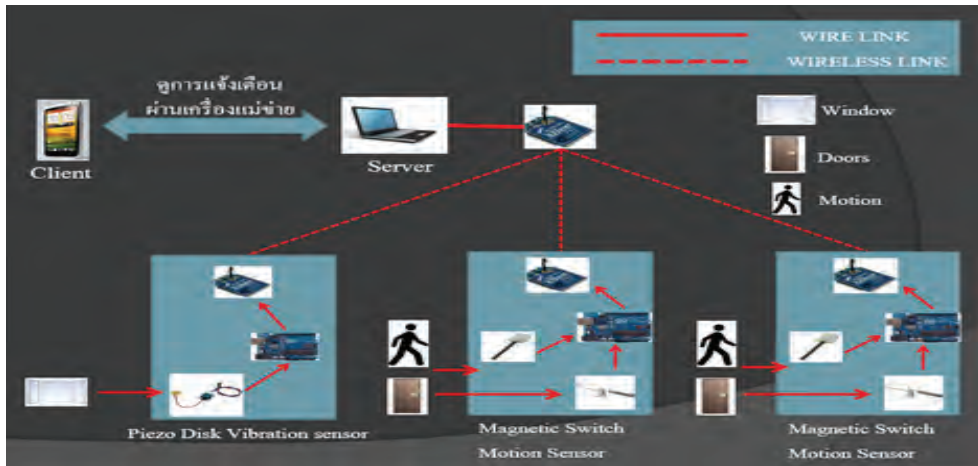 WIRE LINK
WIRELESS LINK
ดูการแจ้งเตือน
ผ่านเครื่องแม่ข่าย
Client
Server
Window
Doors
Motion
Piezo Disk Vibration sensor
Magnetic Switch
Motion Sensor
Magnetic Switch
Motion Sensor